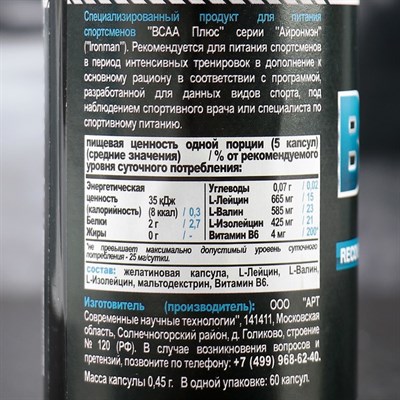 Специализированный продукт для питания
спортсменов "BCAA Плюс" серии "Айронмэн"
("Ironman"). Рекомендуется для питания спортсменов
в период интенсивных тренировок в дополнение к
основному рациону в соответствии с программой,
разработанной для данных видов спорта, под
наблюдением спортивного врача или специалиста по
спортивному питанию.
пищевая ценность одной порции (5 капсул)
(средние значения) / % от рекомендуемого
уровня суточного потребления:
Энергетическая
ценность 35 кДж
(калорийность) (8 ккал) / 0,3
Белки 2 г / 2,7
Жиры 0 г / -
Углеводы 0,07 г / 0,02
L-Лейцин 665 мг / 15
L-Валин 585 мг / 23
L-Изолейцин 425 мг / 21
Витамин B6 4 мг / 200*
*не превышает максимально допустимый уровень суточного
потребления - 25 мг/сутки.
состав: желатиновая капсула, L-Лейцин, L-Валин,
L-Изолейцин, мальтодекстрин, Витамин B6.
Изготовитель (производитель): ООО "АРТ
Современные научные технологии", 141411, Московская
область, Солнечногорский район, д. Голиково, строение
№ 120 (РФ). В случае возникновения вопросов и
претензий, позвоните по телефону: +7 (499) 968-62-40.
Масса капсулы 0,45 г. В одной упаковке: 60 капсул.